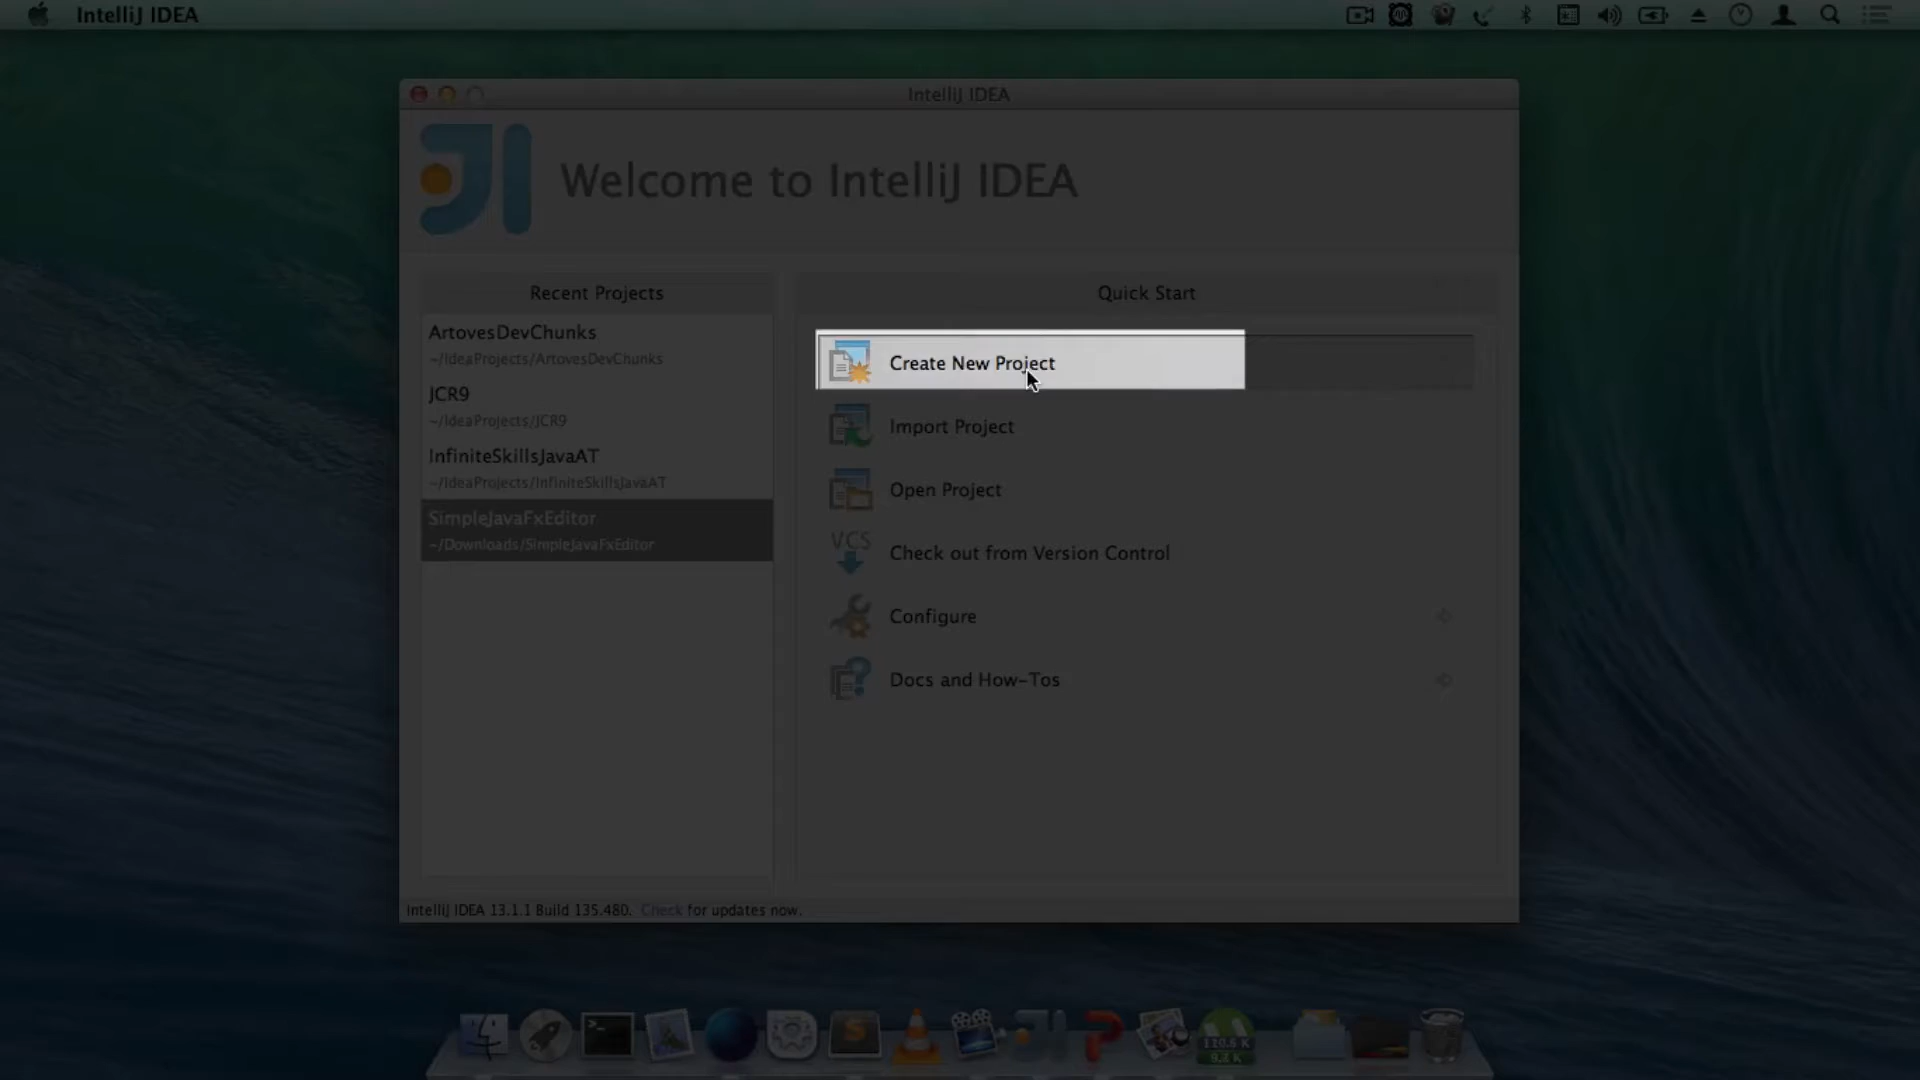 IntelliJ IDEA
IntelliJ IDEA
Welcome to IntelliJ IDEA
Recent Projects
ArtovesDevChunks
~/IdeaProjects/ArtovesDevChunks
JCR9
~/IdeaProjects/JCR9
InfiniteSkillsJavaAT
~/IdeaProjects/InfiniteSkillsJavaAT
SimpleJavaFxEditor
~/Downloads/SimpleJavaFxEditor
Quick Start
Create New Project
Import Project
Open Project
VCS
Check out from Version Control
Configure
Docs and How-Tos
IntelliJ IDEA 13.1.1 Build 135.480. Check for updates now.